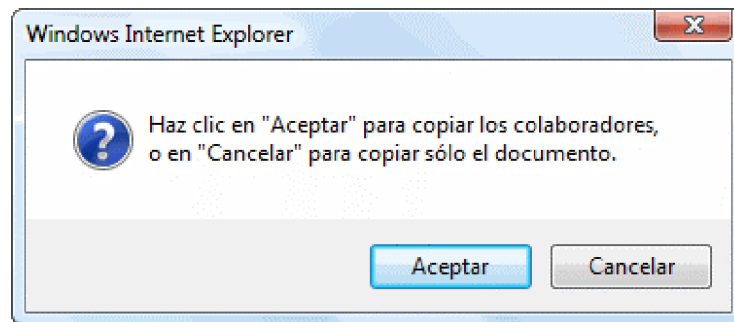 Windows Internet Explorer
Haz clic en "Aceptar" para copiar los colaboradores,
o en "Cancelar" para copiar sólo el documento.
Aceptar Cancelar